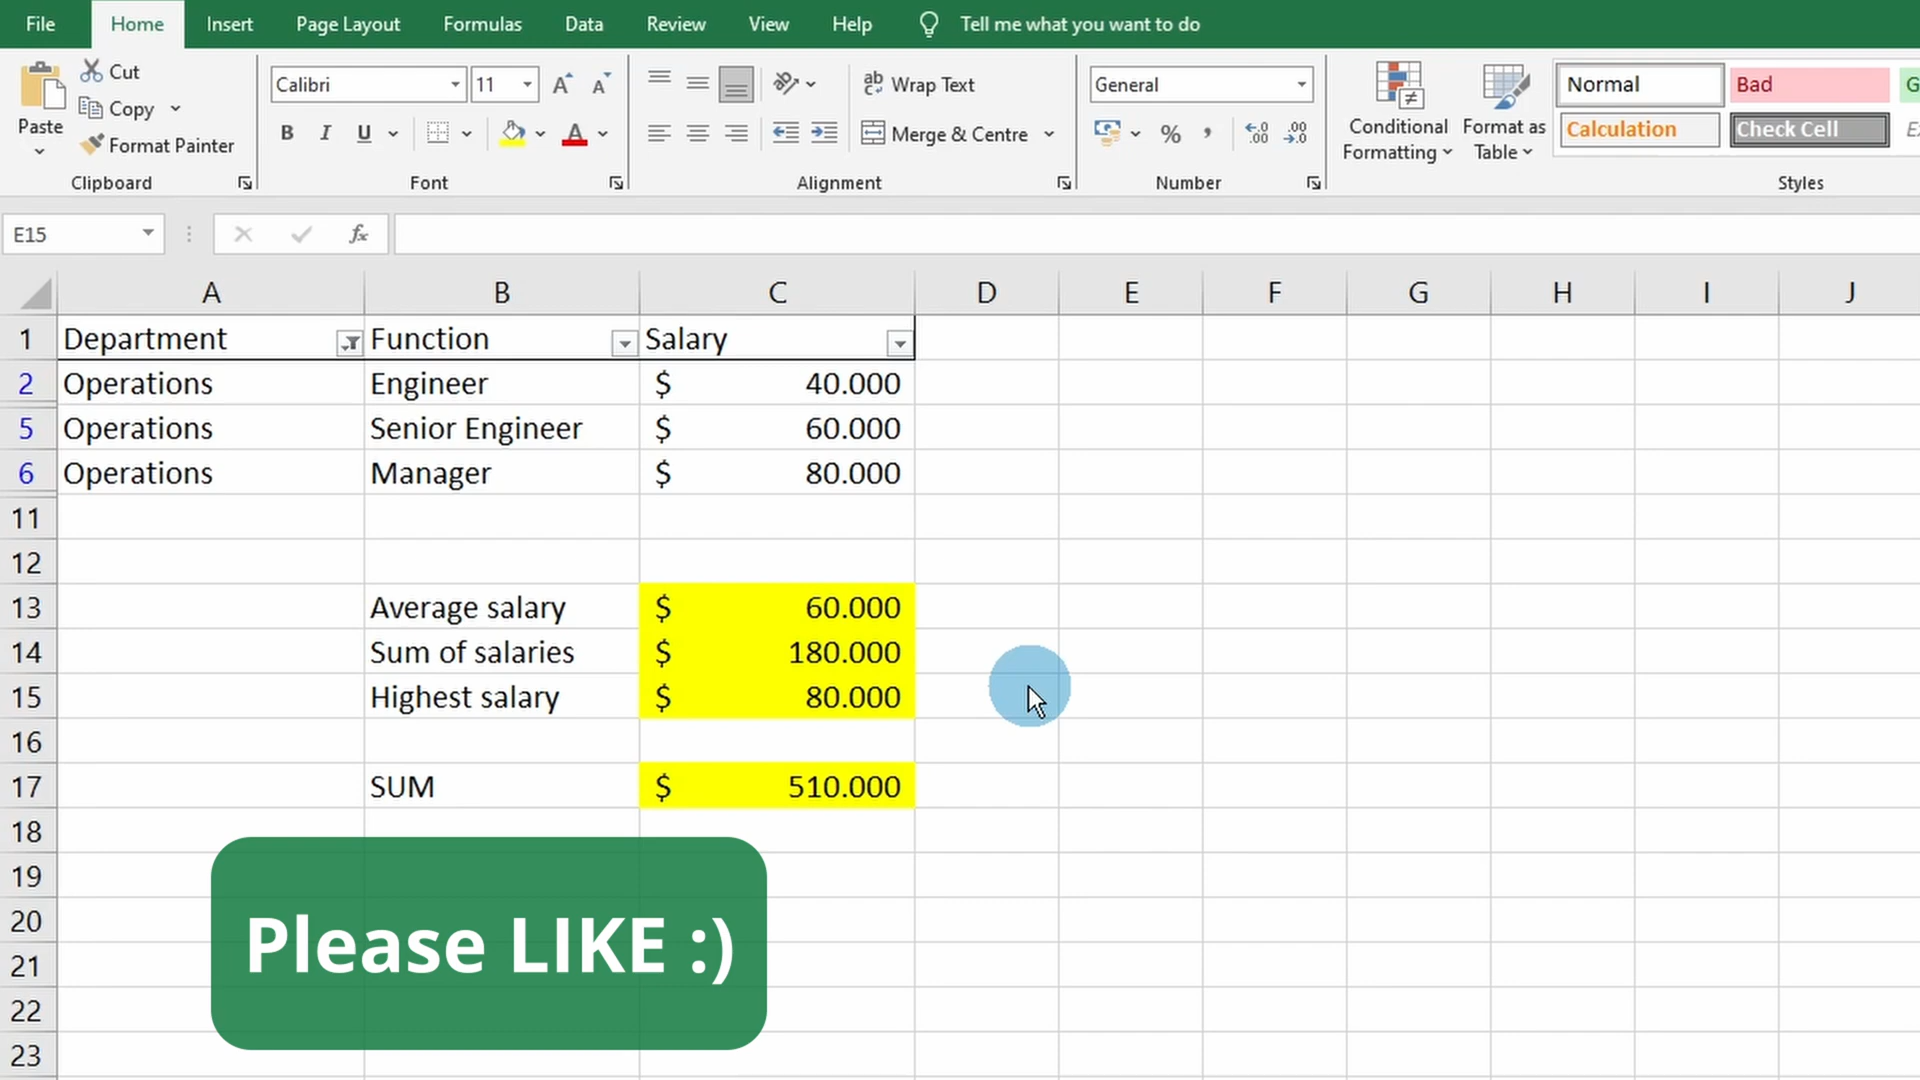 File Home Insert Page Layout Formulas Data Review View Help Tell me what you want to do
Paste
Cut
Copy
Format Painter
Clipboard
Calibri 11
B I U
Font
ab Wrap Text
Merge & Centre
Alignment
General
% ,
Number
Conditional Formatting
Format as Table
Normal Bad G
Calculation Check Cell Ex
Styles
E15 fx
A B C D E F G H I J
1 Department Function Salary
2 Operations Engineer $ 40.000
5 Operations Senior Engineer $ 60.000
6 Operations Manager $ 80.000
11
12
13 Average salary $ 60.000
14 Sum of salaries $ 180.000
15 Highest salary $ 80.000
16
17 SUM $ 510.000
18
19
20
21
22
23
Please LIKE :)